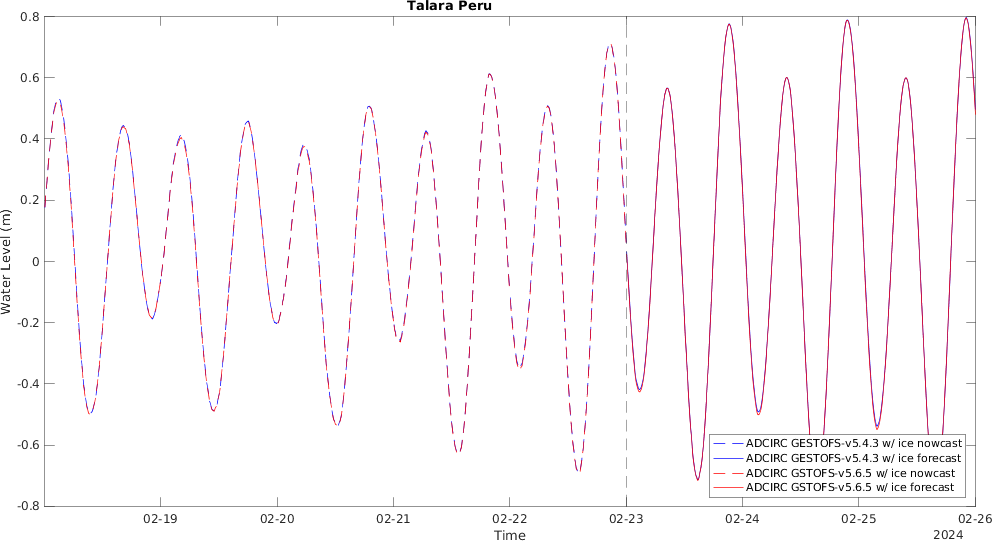 Talara Peru
0.8
0.6
0.4
0.2
0
-0.2
-0.4
-0.6
-0.8
Water Level (m)
ADCIRC GESTOFS-v5.4.3 w/ ice nowcast
ADCIRC GESTOFS-v5.4.3 w/ ice forecast
ADCIRC GSTOFS-v5.6.5 w/ ice nowcast
ADCIRC GSTOFS-v5.6.5 w/ ice forecast
02-19 02-20 02-21 02-22 02-23 02-24 02-25 02-26
Time
2024